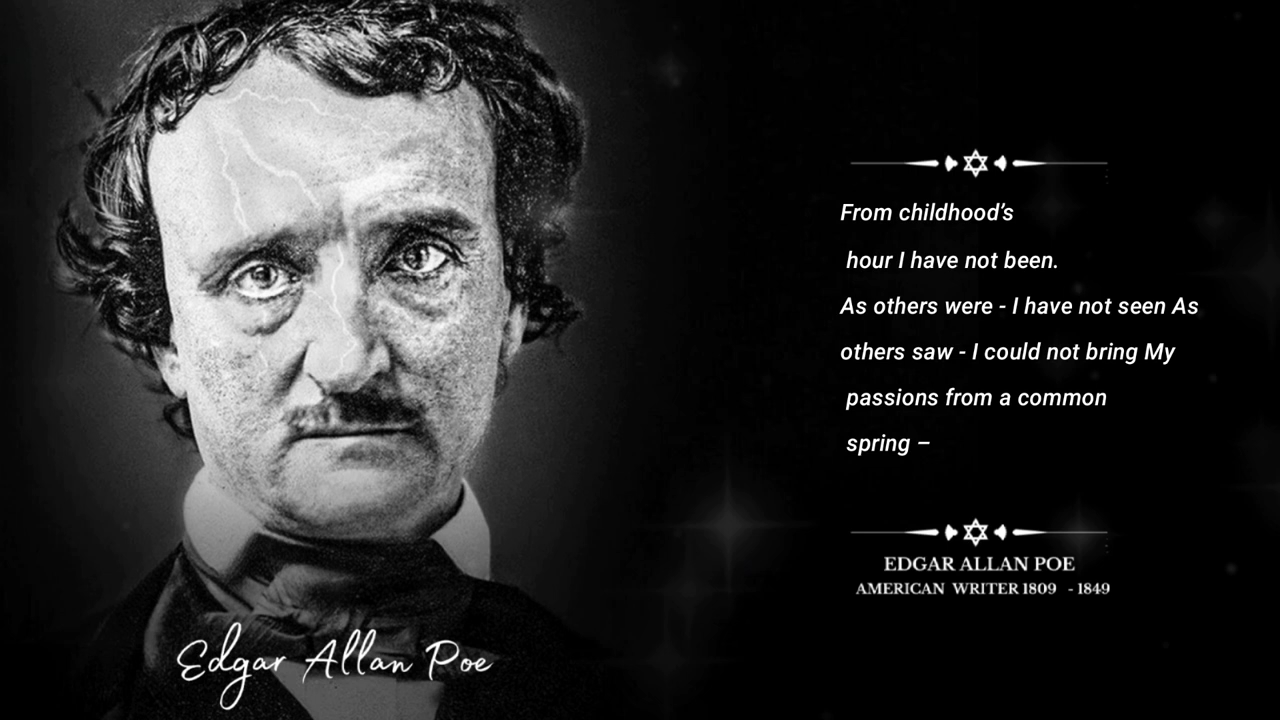 From childhood’s
hour I have not been.
As others were - I have not seen As
others saw - I could not bring My
passions from a common
spring –
EDGAR ALLAN POE
AMERICAN WRITER 1809 - 1849
Edgar Allan Poe